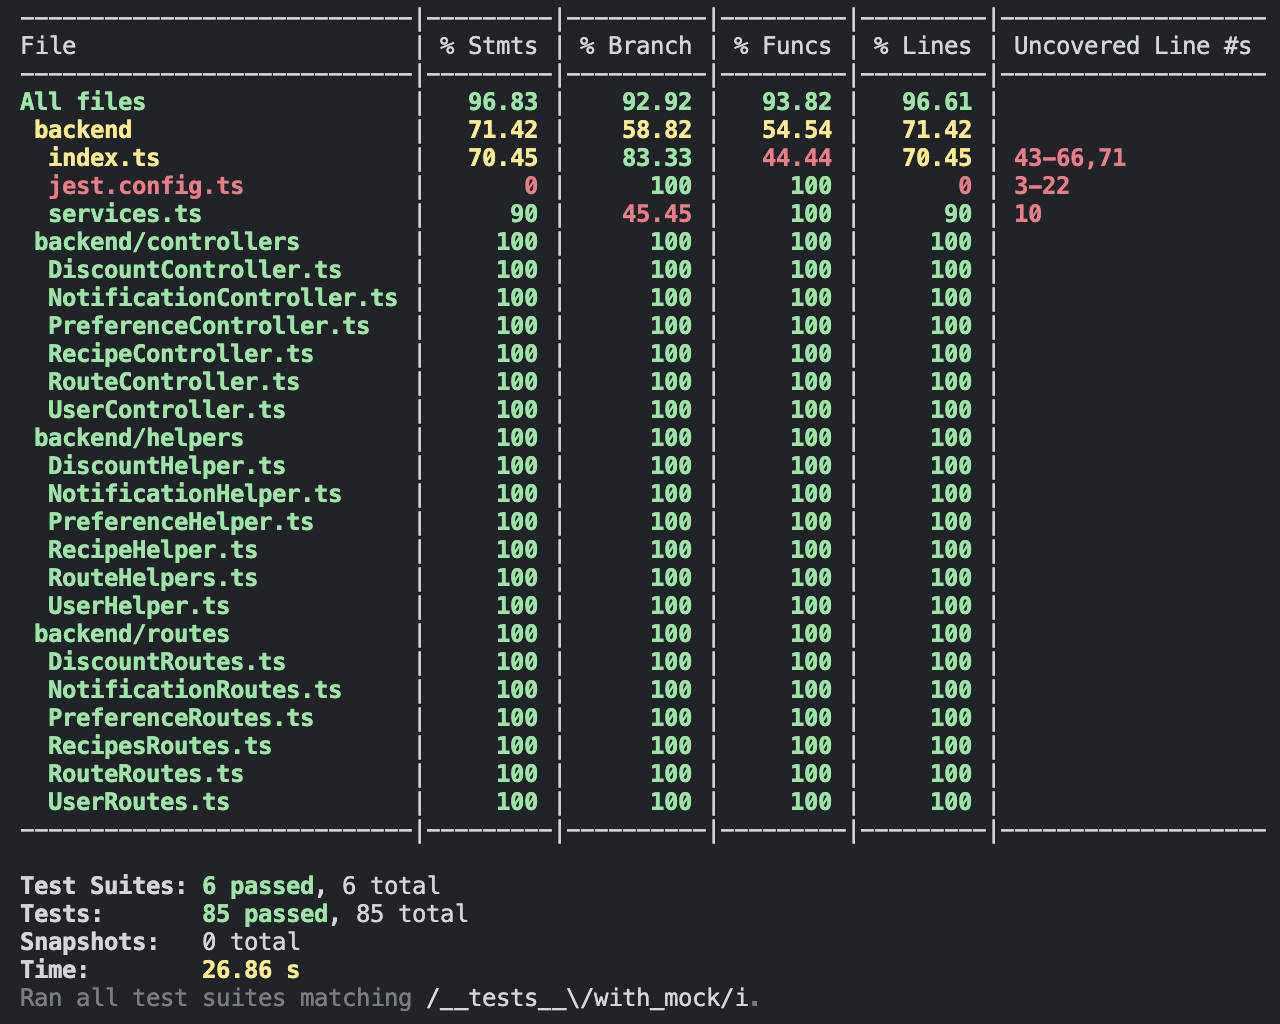 File | % Stmts | % Branch | % Funcs | % Lines | Uncovered Line #s
All files | 96.83 | 92.92 | 93.82 | 96.61 |
backend | 71.42 | 58.82 | 54.54 | 71.42 |
index.ts | 70.45 | 83.33 | 44.44 | 70.45 | 43-66,71
jest.config.ts | 0 | 100 | 100 | 0 | 3-22
services.ts | 90 | 45.45 | 100 | 90 | 10
backend/controllers | 100 | 100 | 100 | 100 |
DiscountController.ts | 100 | 100 | 100 | 100 |
NotificationController.ts | 100 | 100 | 100 | 100 |
PreferenceController.ts | 100 | 100 | 100 | 100 |
RecipeController.ts | 100 | 100 | 100 | 100 |
RouteController.ts | 100 | 100 | 100 | 100 |
UserController.ts | 100 | 100 | 100 | 100 |
backend/helpers | 100 | 100 | 100 | 100 |
DiscountHelper.ts | 100 | 100 | 100 | 100 |
NotificationHelper.ts | 100 | 100 | 100 | 100 |
PreferenceHelper.ts | 100 | 100 | 100 | 100 |
RecipeHelper.ts | 100 | 100 | 100 | 100 |
RouteHelpers.ts | 100 | 100 | 100 | 100 |
UserHelper.ts | 100 | 100 | 100 | 100 |
backend/routes | 100 | 100 | 100 | 100 |
DiscountRoutes.ts | 100 | 100 | 100 | 100 |
NotificationRoutes.ts | 100 | 100 | 100 | 100 |
PreferenceRoutes.ts | 100 | 100 | 100 | 100 |
RecipesRoutes.ts | 100 | 100 | 100 | 100 |
RouteRoutes.ts | 100 | 100 | 100 | 100 |
UserRoutes.ts | 100 | 100 | 100 | 100 |
Test Suites: 6 passed, 6 total
Tests: 85 passed, 85 total
Snapshots: 0 total
Time: 26.86 s
Ran all test suites matching /__tests__\/with_mock/i.